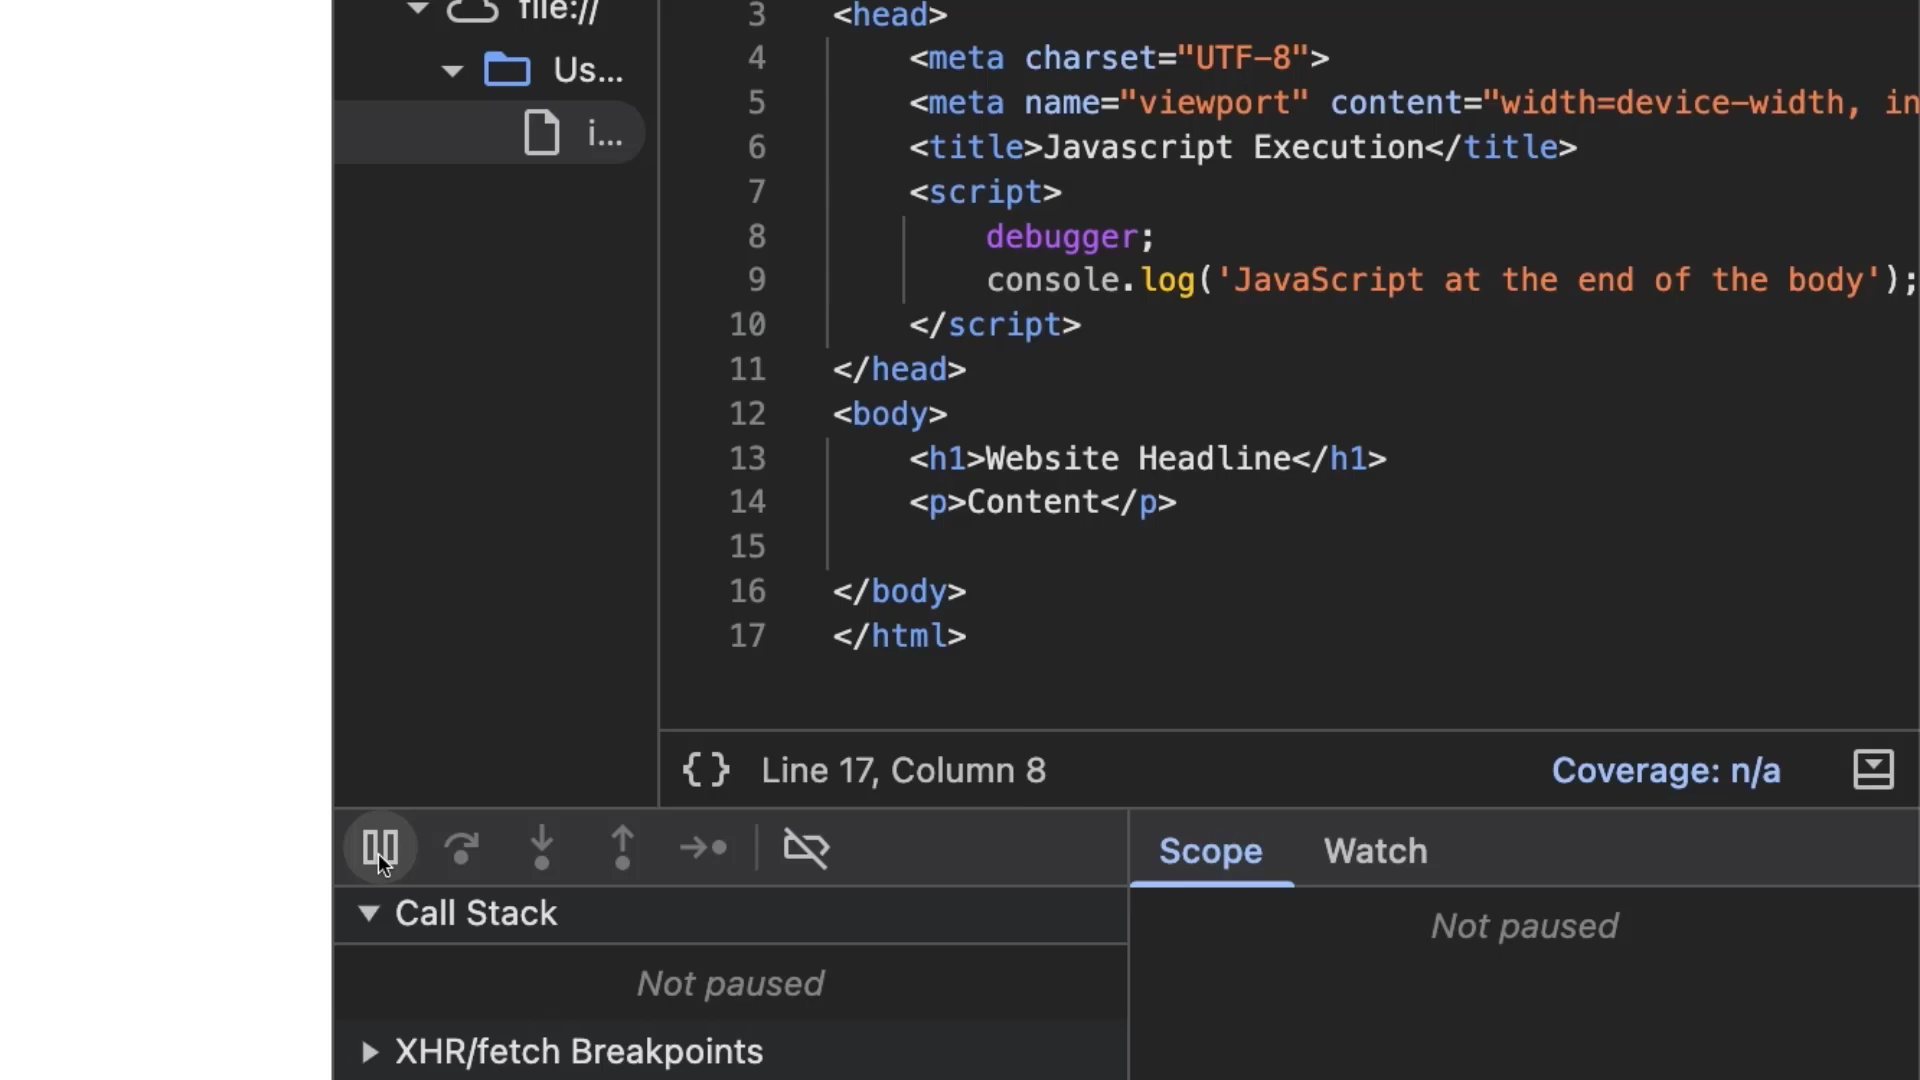 file://
Us...
i...
3 <head>
4 <meta charset="UTF-8">
5 <meta name="viewport" content="width=device-width, in
6 <title>Javascript Execution</title>
7 <script>
8 debugger;
9 console.log('JavaScript at the end of the body');
10 </script>
11 </head>
12 <body>
13 <h1>Website Headline</h1>
14 <p>Content</p>
15
16 </body>
17 </html>
{} Line 17, Column 8 Coverage: n/a
Scope Watch
Call Stack
Not paused
Not paused
XHR/fetch Breakpoints